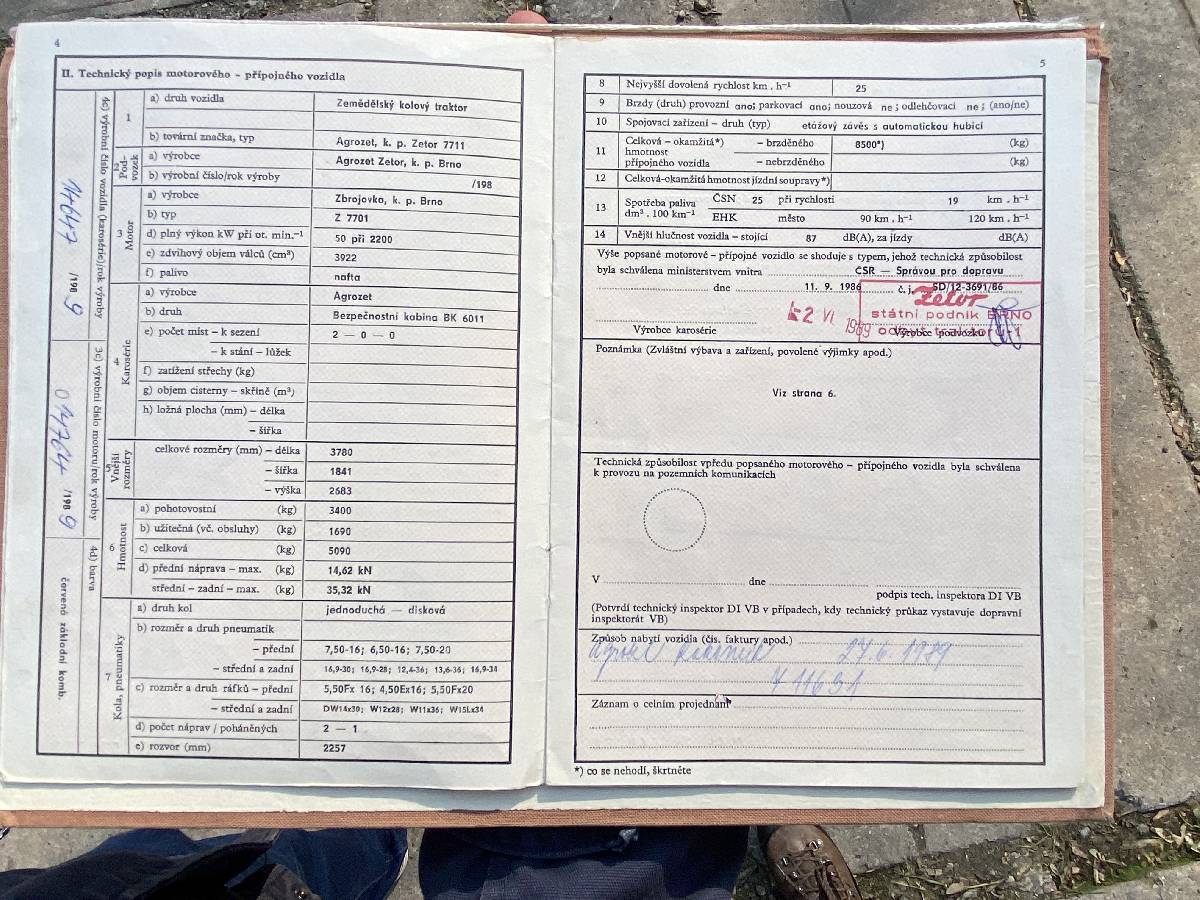 4
II. Technický popis motorového – přípojného vozidla
4c) výrobní číslo vozidla (karosérie)/rok výroby
14647 /198 9
3c) výrobní číslo motoru/rok výroby
/198 9
4d) barva
červená základní komb.
1
a) druh vozidla Zemědělský kolový traktor
b) tovární značka, typ Agrozet, k. p. Zetor 7711
2 Pod- vozek
a) výrobce Agrozet Zetor, k. p. Brno
b) výrobní číslo/rok výroby /198
3 Motor
a) výrobce Zbrojovka, k. p. Brno
b) typ Z 7701
d) plný výkon kW při ot. min.⁻¹ 50 při 2200
e) zdvihový objem válců (cm³) 3922
f) palivo nafta
4 Karosérie
a) výrobce Agrozet
b) druh Bezpečnostní kabina BK 6011
e) počet míst – k sezení 2 — 0 — 0
– k stání – lůžek
f) zatížení střechy (kg)
g) objem cisterny – skříně (m³)
h) ložná plocha (mm) – délka
– šířka
5 Vnější rozměry
celkové rozměry (mm) – délka 3780
– šířka 1841
– výška 2683
6 Hmotnost
a) pohotovostní (kg) 3400
b) užitečná (vč. obsluhy) (kg) 1690
c) celková (kg) 5090
d) přední náprava – max. (kg) 14,62 kN
střední – zadní – max. (kg) 35,32 kN
7 Kola, pneumatiky
a) druh kol jednoduchá — disková
b) rozměr a druh pneumatik
– přední 7,50-16; 6,50-16; 7,50-20
– střední a zadní 16,9-30; 16,9-28; 12,4-36; 13,6-36; 16,9-34
c) rozměr a druh ráfků – přední 5,50Fx 16; 4,50Ex16; 5,50Fx20
– střední a zadní DW14x30; W12x28; W11x36; W15Lx34
d) počet náprav / poháněných 2 — 1
e) rozvor (mm) 2257
5
8 Nejvyšší dovolená rychlost km . h⁻¹ 25
9 Brzdy (druh) provozní ano; parkovací ano; nouzová ne ; odlehčovací ne ; (ano/ne)
10 Spojovací zařízení – druh (typ) etážový závěs s automatickou hubicí
11 Celková – okamžitá*) – brzděného 8500*) (kg)
hmotnost
přípojného vozidla – nebrzděného (kg)
12 Celková-okamžitá hmotnost jízdní soupravy*)
13 Spotřeba paliva ČSN 25 při rychlosti 19 km . h⁻¹
dm³ . 100 km⁻¹ EHK město 90 km . h⁻¹ 120 km . h⁻¹
14 Vnější hlučnost vozidla – stojící 87 dB(A), za jízdy dB(A)
Výše popsané motorové – přípojné vozidlo se shoduje s typem, jehož technická způsobilost
byla schválena ministerstvem vnitra ČSR — Správou pro dopravu
dne 11. 9. 1986 č. j. SD/12-3691/86
Zetor
státní podnik BRNO
-2 VI 1989
Výrobce karosérie Výrobce podvozku
Poznámka (Zvláštní výbava a zařízení, povolené výjimky apod.)
Viz strana 6.
Technická způsobilost vpředu popsaného motorového – přípojného vozidla byla schválena
k provozu na pozemních komunikacích
V dne
podpis tech. inspektora DI VB
(Potvrdí technický inspektor DI VB v případech, kdy technický průkaz vystavuje dopravní
inspektorát VB)
Způsob nabytí vozidla (čís. faktury apod.)
27.6. 1989
Záznam o celním projednání
*) co se nehodí, škrtněte